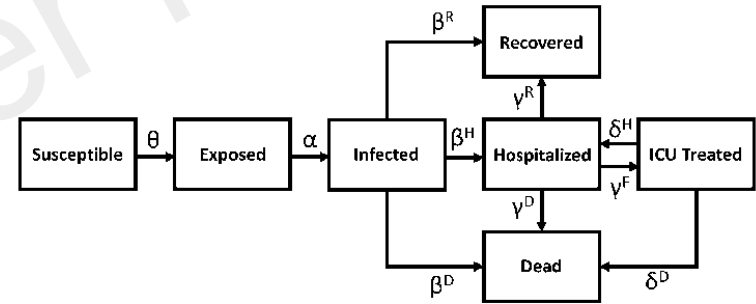 β^R
Recovered
γ^R
Susceptible
θ
Exposed
α
Infected
β^H
Hospitalized
δ^H
γ^F
ICU Treated
γ^D
β^D
Dead
δ^D